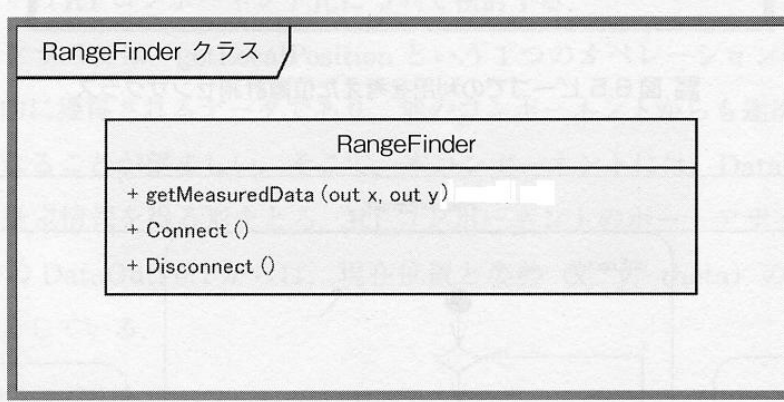 RangeFinder クラス
RangeFinder
+ getMeasuredData (out x, out y)
+ Connect ()
+ Disconnect ()